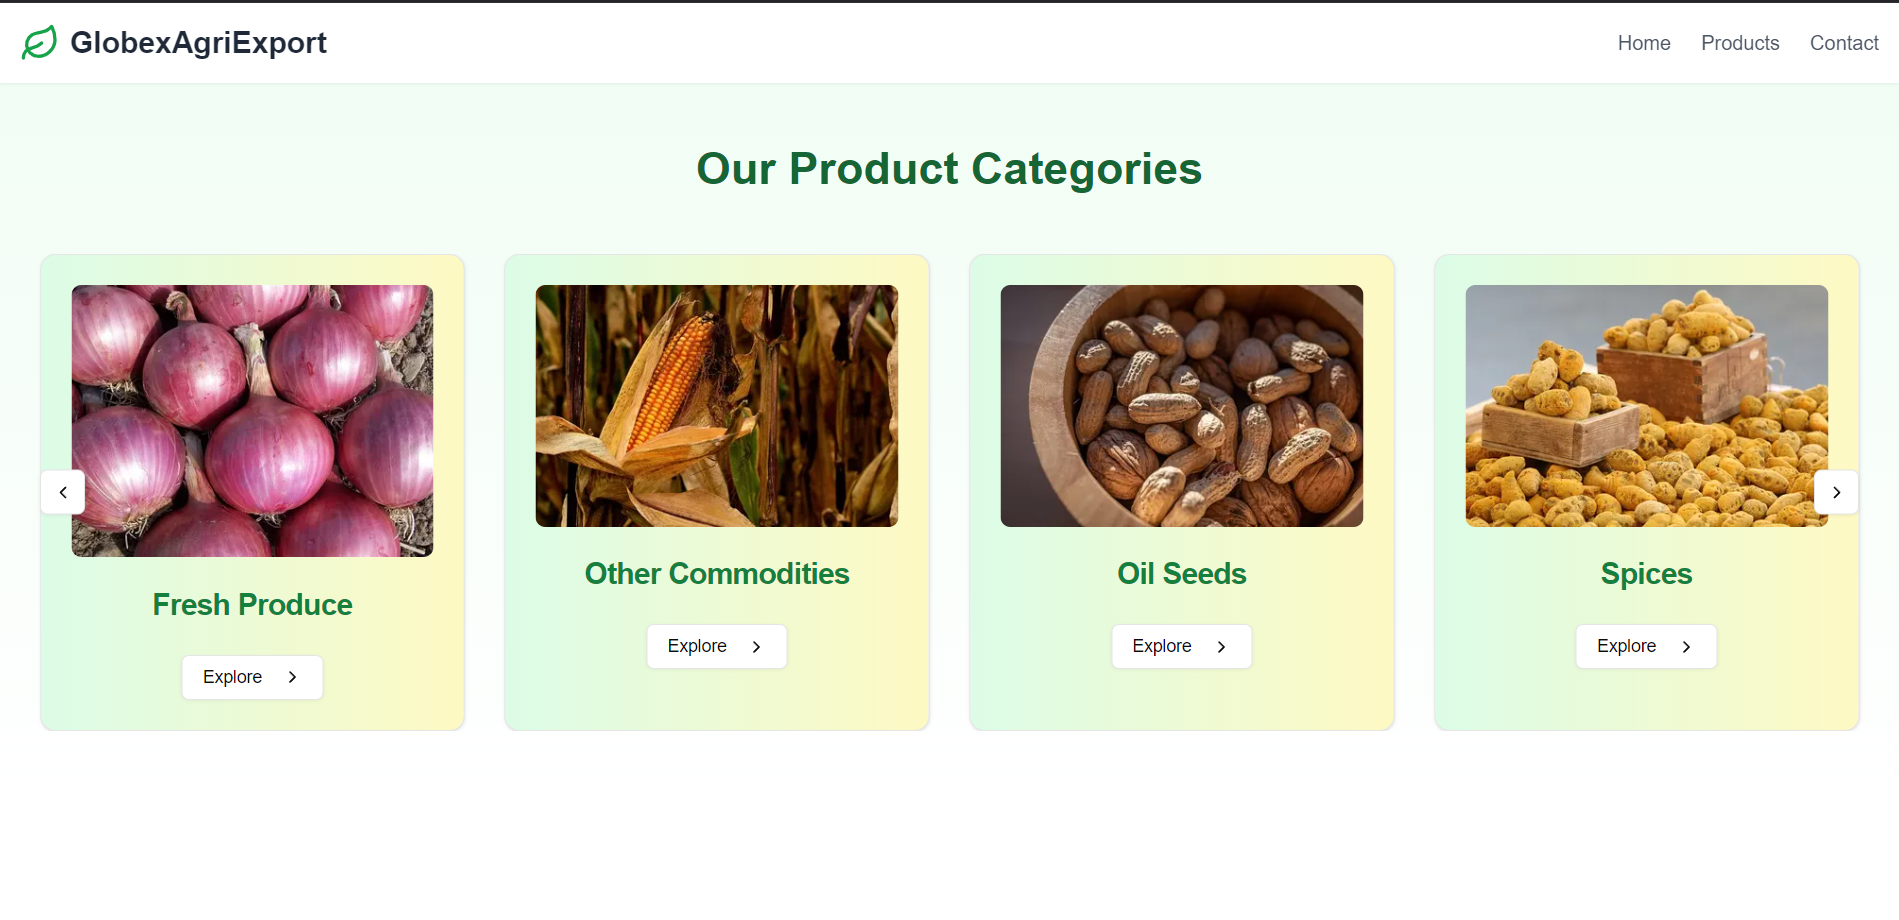 GlobexAgriExport
Home
Products
Contact
Our Product Categories
Fresh Produce
Explore
Other Commodities
Explore
Oil Seeds
Explore
Spices
Explore